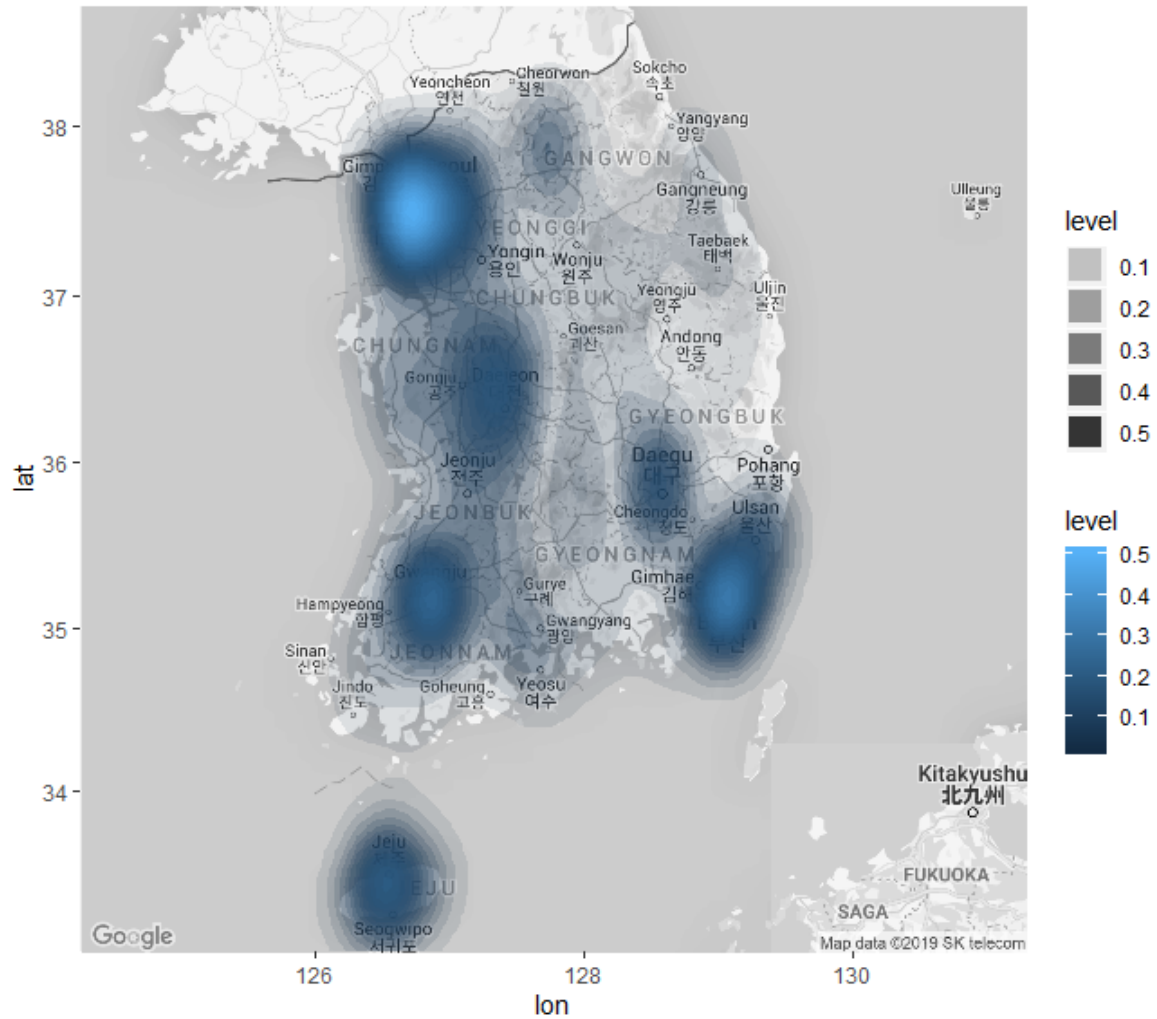 Cheorwon
철원
Sokcho
속초
Yeoncheon
연천
38
Yangyang
양양
GANGWON
Gangneung
강릉
Ulleung
울릉
level
0.1
0.2
0.3
0.4
0.5
YEONGGI
Taebaek
태백
Yongin
용인
Wonju
원주
37
CHUNGBUK
Yeongju
영주
Uljin
울진
Goesan
괴산
CHUNGNAM
Andong
안동
Gongju
공주
Daejeon
GYEONGBUK
36
lat
Jeonju
전주
Daegu
대구
Pohang
포항
JEONBUK
Cheongdo
청도
Ulsan
울산
level
0.5
0.4
0.3
0.2
0.1
GYEONGNAM
Gwangju
Gimhae
김해
Gurye
구례
Hampyeong
함평
35
Gwangyang
광양
부산
Sinan
신안
JEONNAM
Jindo
진도
Goheung
고흥
Yeosu
여수
34
Kitakyushu
北九州
Jeju
EJU
FUKUOKA
SAGA
Seogwipo
서귀포
Google
Map data ©2019 SK telecom
126
128
130
lon